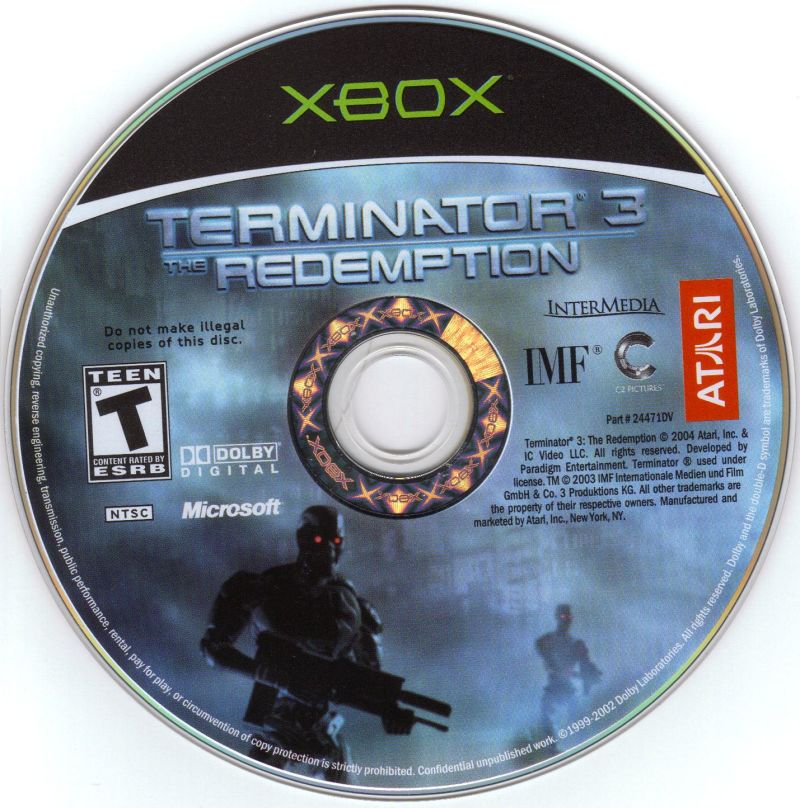 XBOX
TERMINATOR® 3
THE REDEMPTION
Do not make illegal
copies of this disc.
TEEN
®
T
CONTENT RATED BY
ESRB
DOLBY
DIGITAL
NTSC
Microsoft
XBOX XBOX XBOX XBOX XBOX XBOX
INTERMEDIA
IMF®
C
C2 PICTURES
ATARI
Part # 24471DV
Terminator® 3: The Redemption © 2004 Atari, Inc. &
IC Video LLC. All rights reserved. Developed by
Paradigm Entertainment. Terminator ® used under
license. TM © 2003 IMF Internationale Medien und Film
GmbH & Co. 3 Produktions KG. All other trademarks are
the property of their respective owners. Manufactured and
marketed by Atari, Inc., New York, NY.
Unauthorized copying, reverse engineering, transmission, public performance, rental, pay for play, or circumvention of copy protection is strictly prohibited. Confidential unpublished work. ©1999-2002 Dolby Laboratories. All rights reserved. Dolby and the double-D symbol are trademarks of Dolby Laboratories.